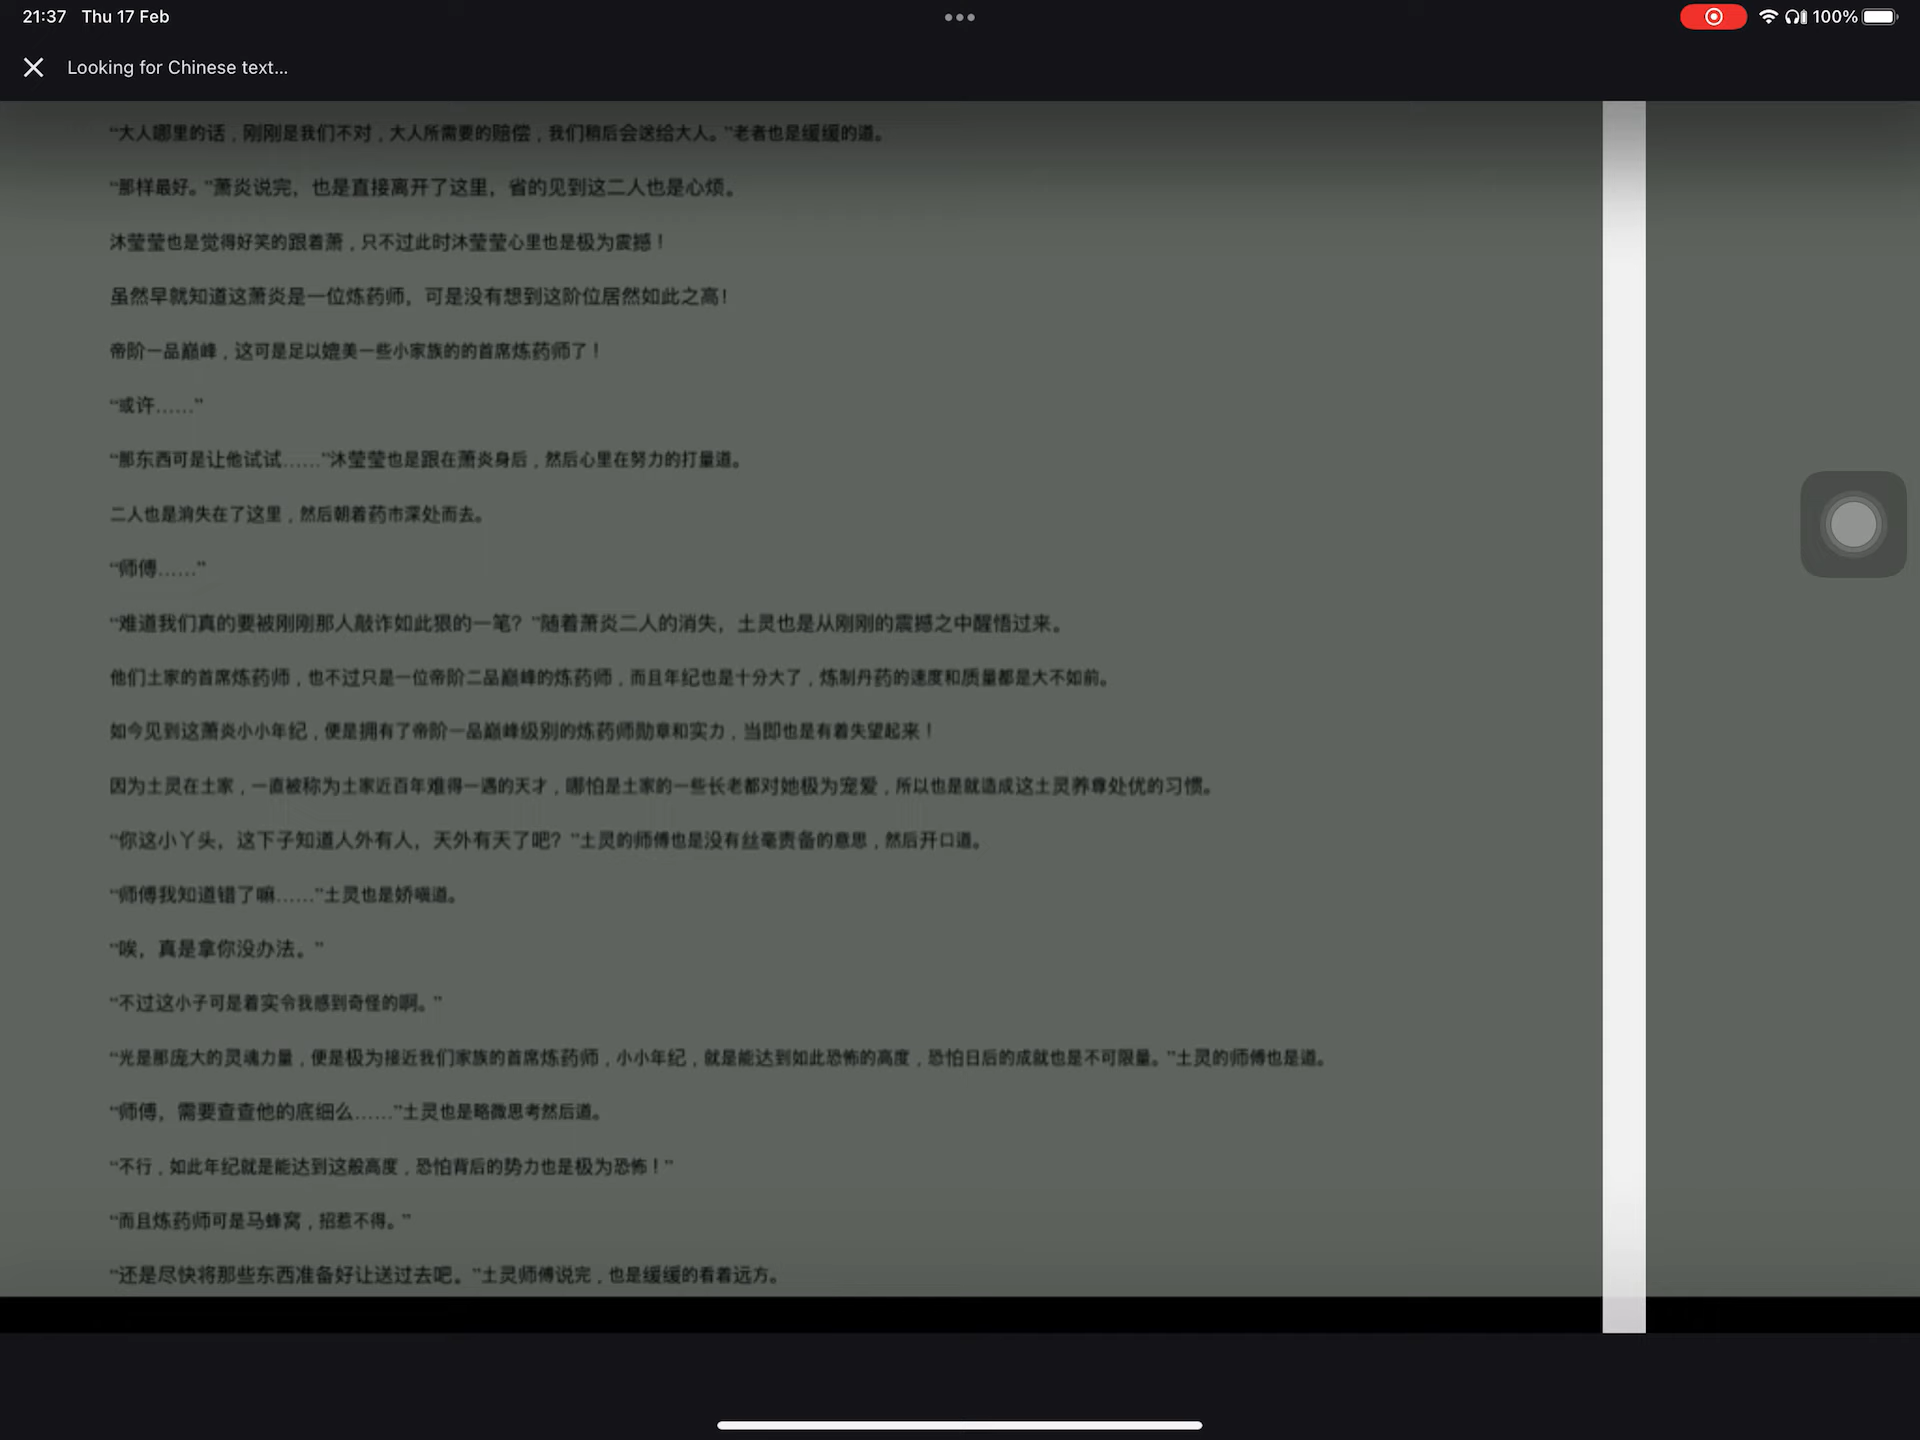 21:37 Thu 17 Feb
100%
Looking for Chinese text...
“大人哪里的话，刚刚是我们不对，大人所需要的赔偿，我们稍后会送给大人。”老者也是缓缓的道。
“那样最好。”萧炎说完，也是直接离开了这里，省的见到这二人也是心烦。
沐莹莹也是觉得好笑的跟着萧，只不过此时沐莹莹心里也是极为震撼！
虽然早就知道这萧炎是一位炼药师，可是没有想到这阶位居然如此之高！
帝阶一品巅峰，这可是足以媲美一些小家族的的首席炼药师了！
“或许……”
“那东西可是让他试试……”沐莹莹也是跟在萧炎身后，然后心里在努力的打量道。
二人也是消失在了这里，然后朝着药市深处而去。
“师傅……”
“难道我们真的要被刚刚那人敲诈如此狠的一笔？”随着萧炎二人的消失，土灵也是从刚刚的震撼之中醒悟过来。
他们土家的首席炼药师，也不过只是一位帝阶二品巅峰的炼药师，而且年纪也是十分大了，炼制丹药的速度和质量都是大不如前。
如今见到这萧炎小小年纪，便是拥有了帝阶一品巅峰级别的炼药师勋章和实力，当即也是有着失望起来！
因为土灵在土家，一直被称为土家近百年难得一遇的天才，哪怕是土家的一些长老都对她极为宠爱，所以也是就造成这土灵养尊处优的习惯。
“你这小丫头，这下子知道人外有人，天外有天了吧？”土灵的师傅也是没有丝毫责备的意思，然后开口道。
“师傅我知道错了嘛……”土灵也是娇嗔道。
“唉，真是拿你没办法。”
“不过这小子可是着实令我感到奇怪的啊。”
“光是那庞大的灵魂力量，便是极为接近我们家族的首席炼药师，小小年纪，就是能达到如此恐怖的高度，恐怕日后的成就也是不可限量。”土灵的师傅也是道。
“师傅，需要查查他的底细么……”土灵也是略微思考然后道。
“不行，如此年纪就是能达到这般高度，恐怕背后的势力也是极为恐怖！”
“而且炼药师可是马蜂窝，招惹不得。”
“还是尽快将那些东西准备好让送过去吧。”土灵师傅说完，也是缓缓的看着远方。